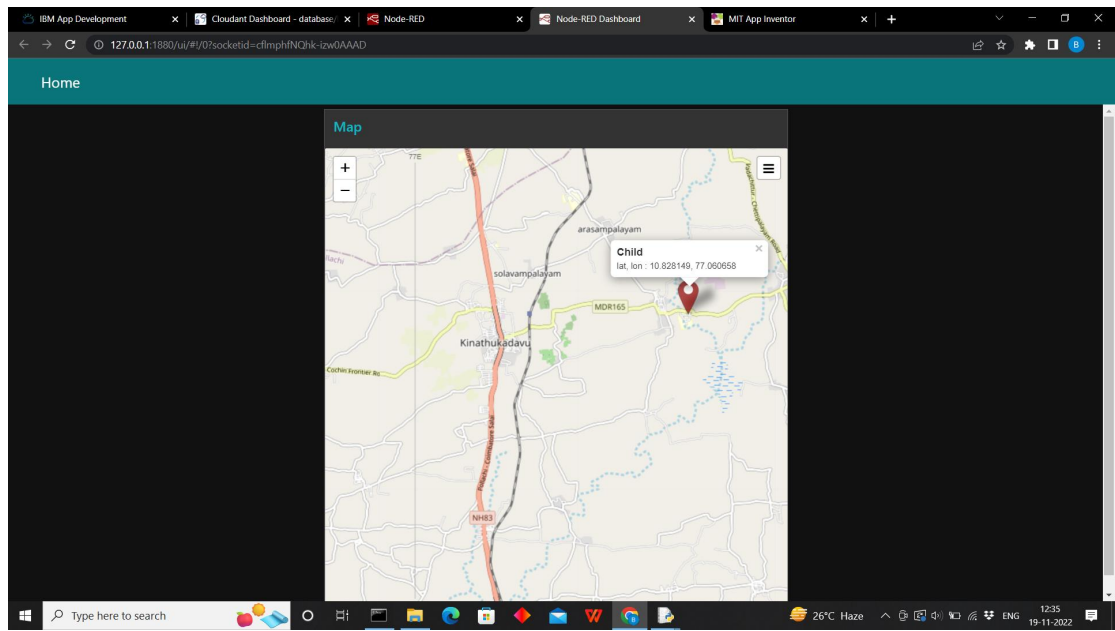 IBM App Development
Cloudant Dashboard - database/
Node-RED
Node-RED Dashboard
MIT App Inventor
127.0.0.1:1880/ui/#!/0?socketid=cflmphfNQhk-izw0AAAD
B
Home
Map
+
−
77E
arasampalayam
Child
lat, lon : 10.828149, 77.060658
solavampalayam
MDR165
Kinathukadavu
Cochin Frontier Ro
NH83
Type here to search
26°C Haze
ENG
12:35
19-11-2022